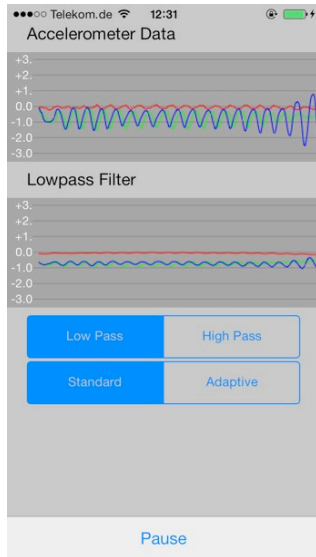 Telekom.de 12:31
Accelerometer Data
+3.
+2.
+1.
0.0
-1.0
-2.0
-3.0
Lowpass Filter
+3.
+2.
+1.
0.0
-1.0
-2.0
-3.0
Low Pass High Pass
Standard Adaptive
Pause